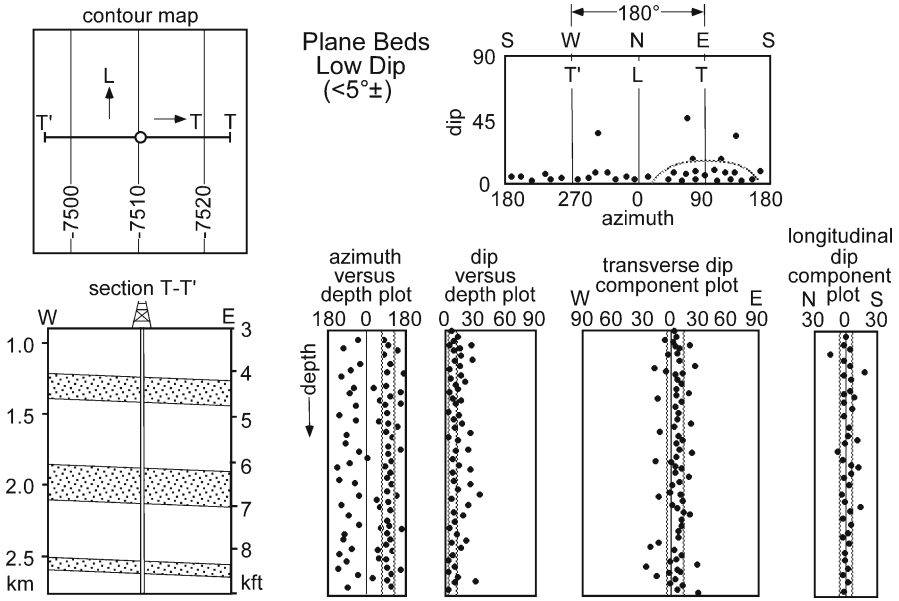 contour map
L
T'
T
T
-7500
-7510
-7520
Plane Beds
Low Dip
(<5°±)
180°
S W N E S
T' L T
90
45
0
dip
180 270 0 90 180
azimuth
section T-T'
W
E
1.0
1.5
2.0
2.5
km
3
4
5
6
7
8
kft
azimuth
versus
depth plot
180 0 180
depth
dip
versus
depth plot
0 30 60 90
transverse dip
component plot
W
E
90 60 30 0 30 60 90
longitudinal
dip
component
plot
N
S
30 0 30